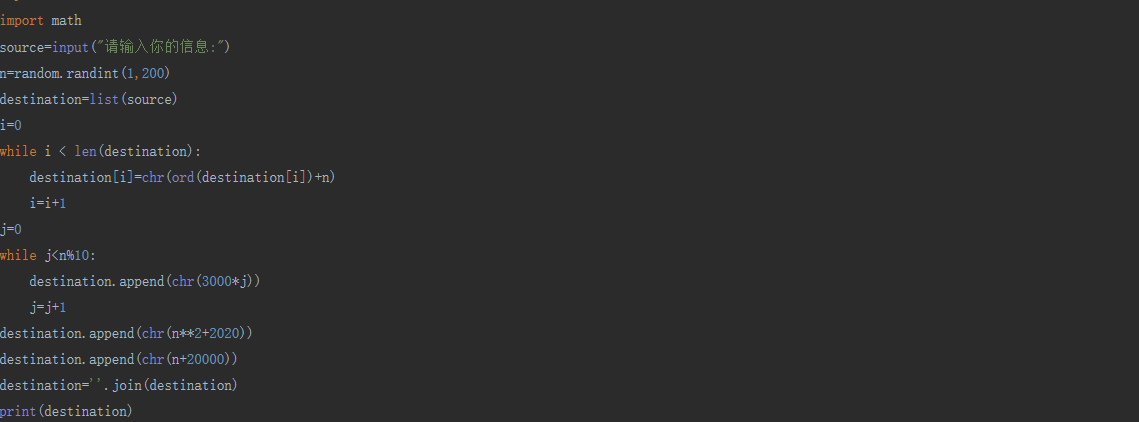 import math
source=input("请输入你的信息:")
n=random.randint(1,200)
destination=list(source)
i=0
while i < len(destination):
    destination[i]=chr(ord(destination[i])+n)
    i=i+1
j=0
while j<n%10:
    destination.append(chr(3000*j))
    j=j+1
destination.append(chr(n**2+2020))
destination.append(chr(n+20000))
destination=''.join(destination)
print(destination)